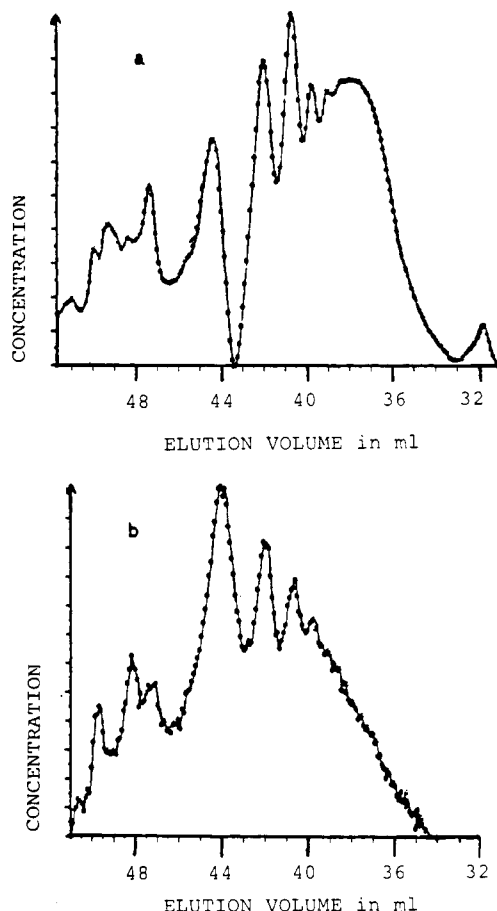 a
CONCENTRATION
48 44 40 36 32
ELUTION VOLUME in ml
b
CONCENTRATION
48 44 40 36 32
ELUTION VOLUME in ml